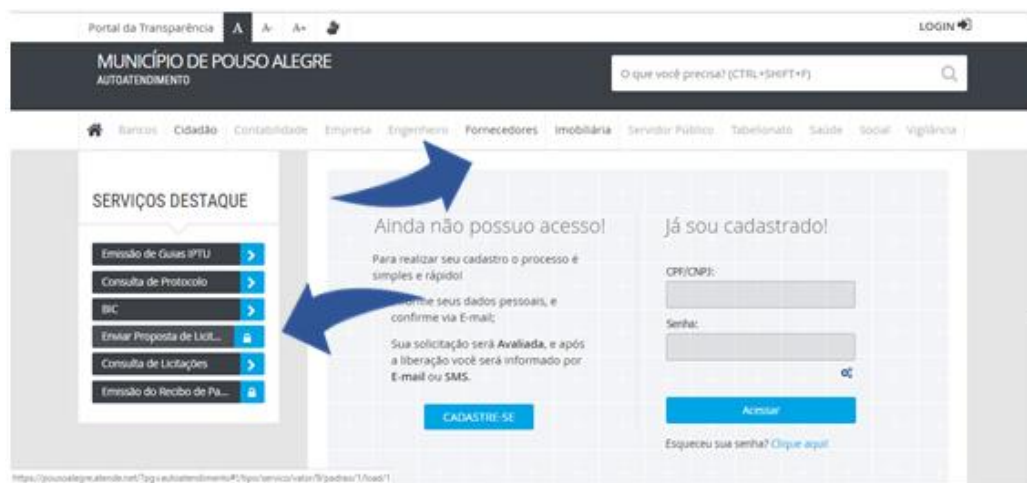 Portal da Transparência A A- A+ LOGIN
MUNICÍPIO DE POUSO ALEGRE
AUTOATENDIMENTO
O que você precisa? (CTRL+SHIFT+F)
Bancos Cidadão Contabilidade Empresa Engenheiro Fornecedores Imobiliária Servidor Público Tabelionato Saúde Social Vigilância
SERVIÇOS DESTAQUE
Emissão de Guias IPTU
Consulta de Protocolo
BIC
Enviar Proposta de Licit...
Consulta de Licitações
Emissão do Recibo de Pa...
Ainda não possuo acesso!
Para realizar seu cadastro o processo é
simples e rápido!
seus dados pessoais, e
confirme via E-mail;
Sua solicitação será Avaliada, e após
a liberação você será informado por
E-mail ou SMS.
CADASTRE-SE
Já sou cadastrado!
CPF/CNPJ:
Senha:
Acessar
Esqueceu sua senha? Clique aqui!